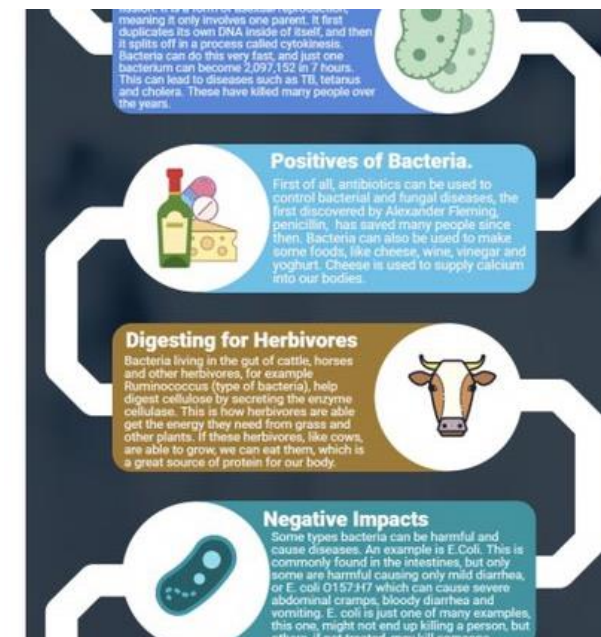 fission. It is a form of asexual reproduction,
meaning it only involves one parent. It first
duplicates its own DNA inside of itself, and then
it splits off in a process called cytokinesis.
Bacteria can do this very fast, and just one
bacterium can become 2,097,152 in 7 hours.
This can lead to diseases such as TB, tetanus
and cholera. These have killed many people over
the years.
Positives of Bacteria.
First of all, antibiotics can be used to
control bacterial and fungal diseases, the
first discovered by Alexander Fleming,
penicillin, has saved many people since
then. Bacteria can also be used to make
some foods, like cheese, wine, vinegar and
yoghurt. Cheese is used to supply calcium
into our bodies.
Digesting for Herbivores
Bacteria living in the gut of cattle, horses
and other herbivores, for example
Ruminococcus (type of bacteria), help
digest cellulose by secreting the enzyme
cellulase. This is how herbivores are able
get the energy they need from grass and
other plants. If these herbivores, like cows,
are able to grow, we can eat them, which is
a great source of protein for our body.
Negative Impacts
Some types bacteria can be harmful and
cause diseases. An example is E.Coli. This is
commonly found in the intestines, but only
some are harmful causing only mild diarrhea,
or E. coli O157:H7 which can cause severe
abdominal cramps, bloody diarrhea and
vomiting. E. coli is just one of many examples,
this one, might not end up killing a person, but